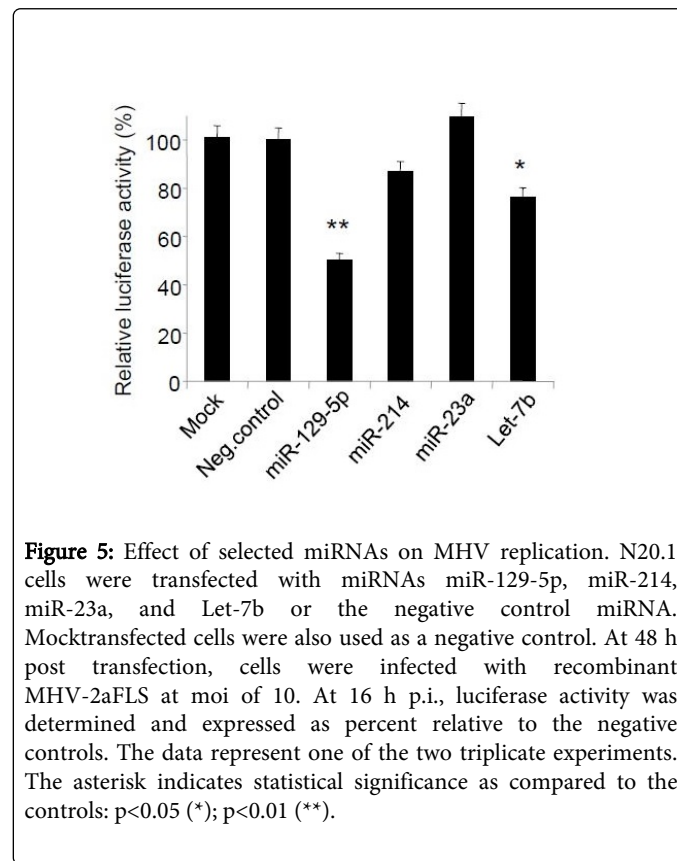 Relative luciferase activity (%)
100
80
60
40
20
0
**
*
Mock
Neg.control
miR-129-5p
miR-214
miR-23a
Let-7b
Figure 5: Effect of selected miRNAs on MHV replication. N20.1
cells were transfected with miRNAs miR-129-5p, miR-214,
miR-23a, and Let-7b or the negative control miRNA.
Mocktransfected cells were also used as a negative control. At 48 h
post transfection, cells were infected with recombinant
MHV-2aFLS at moi of 10. At 16 h p.i., luciferase activity was
determined and expressed as percent relative to the negative
controls. The data represent one of the two triplicate experiments.
The asterisk indicates statistical significance as compared to the
controls: p<0.05 (*); p<0.01 (**).